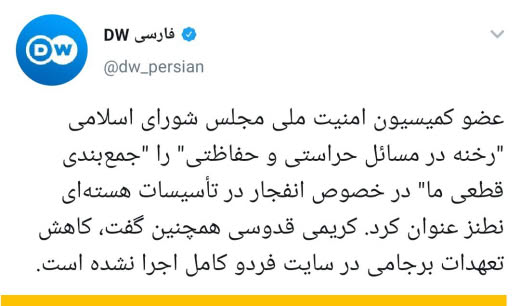 DW فارسی
@dw_persian
عضو کمیسیون امنیت ملی مجلس شورای اسلامی
"رخنه در مسائل حراستی و حفاظتی" را "جمع‌بندی
قطعی ما" در خصوص انفجار در تأسیسات هسته‌ای
نطنز عنوان کرد. کریمی قدوسی همچنین گفت، کاهش
تعهدات برجامی در سایت فردو کامل اجرا نشده است.